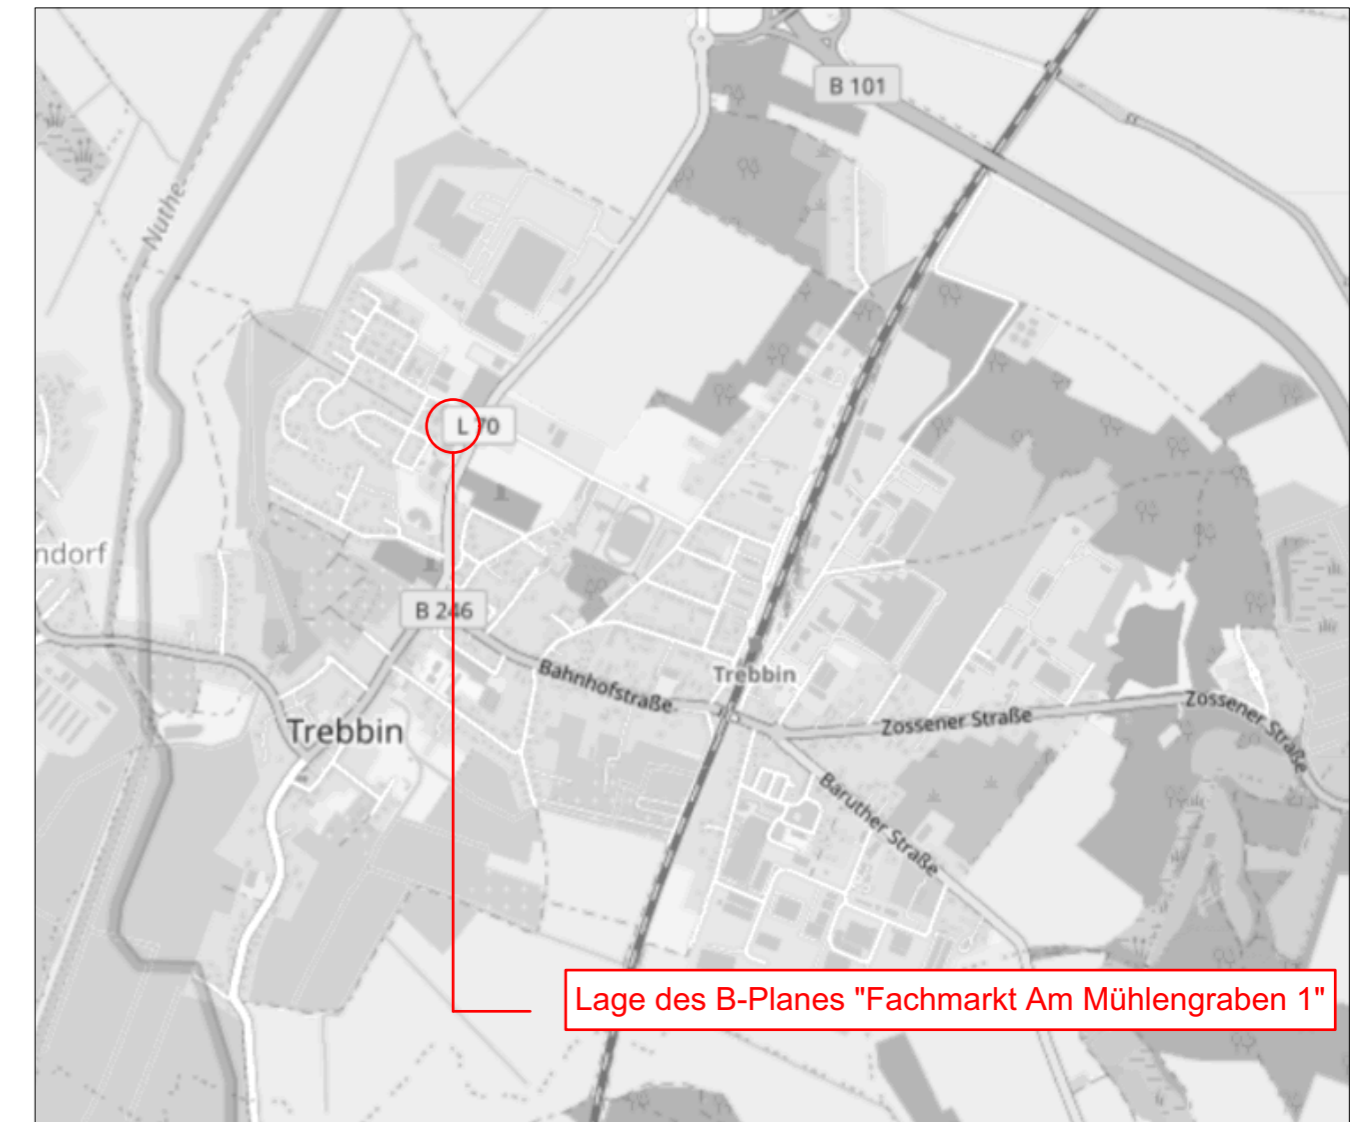 B 101
Nuthe
L 70
ndorf
B 246
Bahnhofstraße
Trebbin
Zossener Straße
Zossener Straße
Trebbin
Baruther Straße
Lage des B-Planes "Fachmarkt Am Mühlengraben 1"